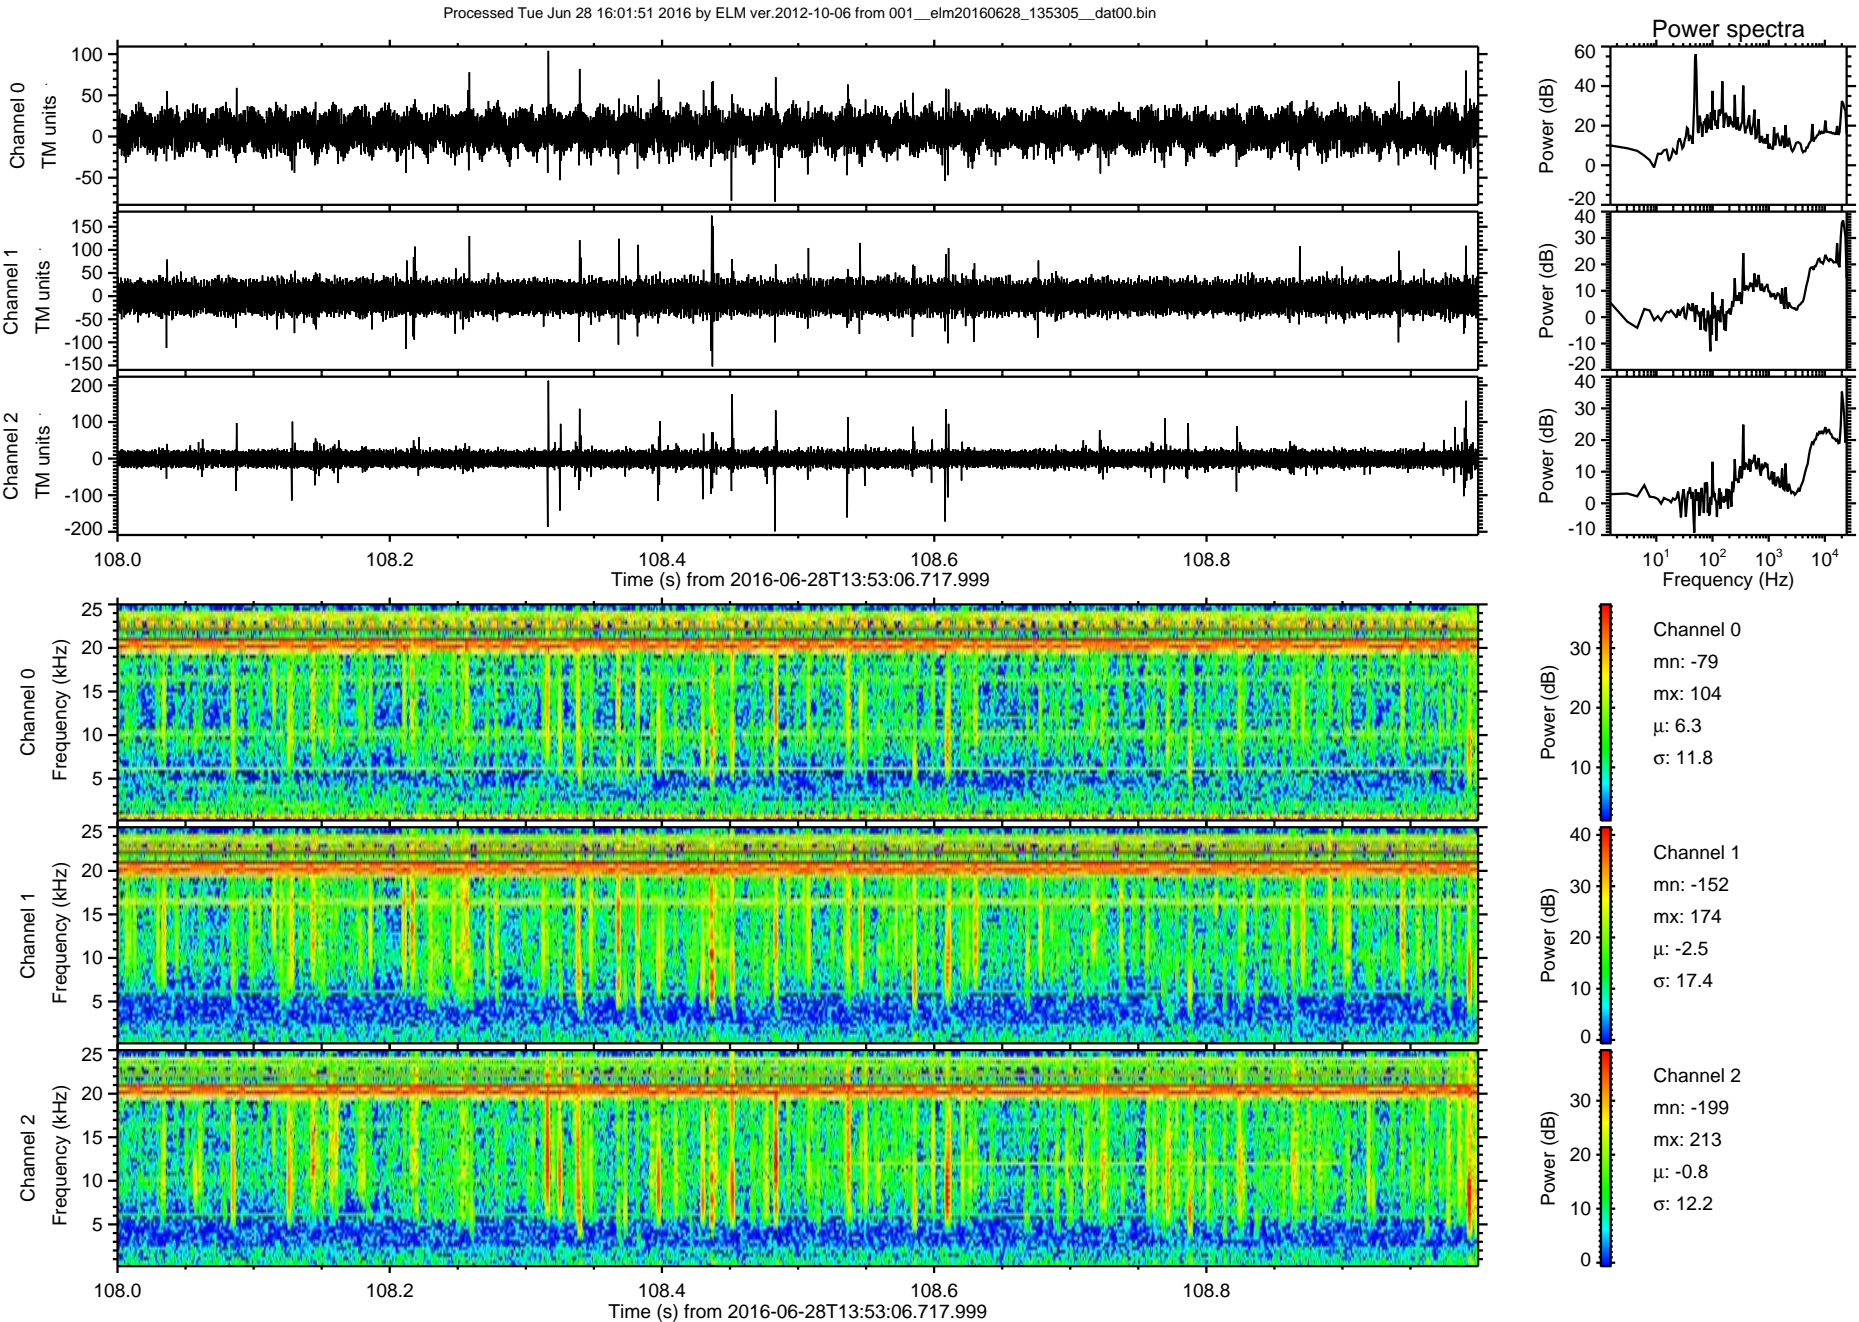 Processed Tue Jun 28 16:01:51 2016 by ELM ver.2012-10-06 from 001__elm20160628_135305__dat00.bin
Power spectra
Channel 0
TM units
100
50
0
-50
Power (dB)
60
40
20
0
-20
Channel 1
TM units
150
100
50
0
-50
-100
-150
Power (dB)
40
30
20
10
0
-10
-20
Channel 2
TM units
200
100
0
-100
-200
Power (dB)
40
30
20
10
0
-10
108.0 108.2 108.4 108.6 108.8
Time (s) from 2016-06-28T13:53:06.717.999
10^1 10^2 10^3 10^4
Frequency (Hz)
Channel 0
Frequency (kHz)
25
20
15
10
5
Power (dB)
30
20
10
Channel 0
mn: -79
mx: 104
μ: 6.3
σ: 11.8
Channel 1
Frequency (kHz)
25
20
15
10
5
Power (dB)
40
30
20
10
0
Channel 1
mn: -152
mx: 174
μ: -2.5
σ: 17.4
Channel 2
Frequency (kHz)
25
20
15
10
5
Power (dB)
30
20
10
0
Channel 2
mn: -199
mx: 213
μ: -0.8
σ: 12.2
108.0 108.2 108.4 108.6 108.8
Time (s) from 2016-06-28T13:53:06.717.999